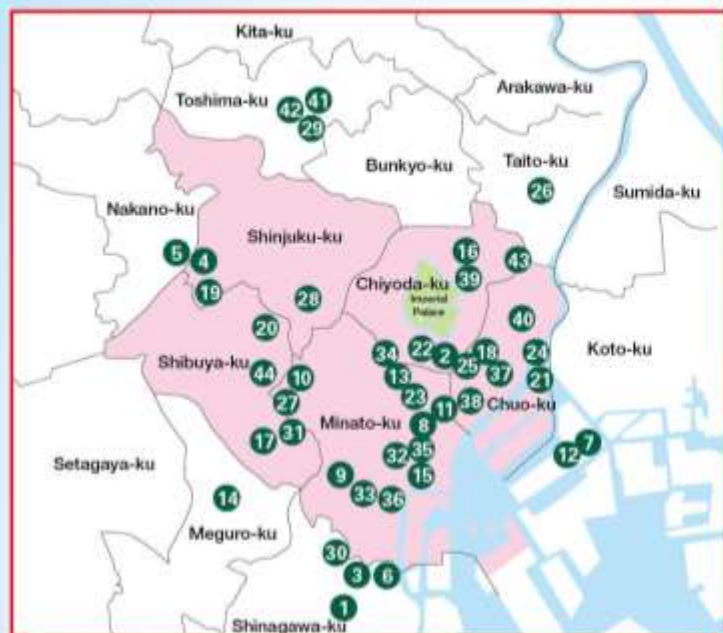 Kita-ku
Toshima-ku
41
42
29
Arakawa-ku
Bunkyo-ku
Taito-ku
26
Sumida-ku
Nakano-ku
5
4
Shinjuku-ku
16
43
Chiyoda-ku
39
Imperial
Palace
19
28
20
40
Shibuya-ku
34
22
2
18
24
Koto-ku
25
44
10
13
37
21
23
38
Chuo-ku
27
11
Minato-ku
8
31
17
7
12
32
35
Setagaya-ku
9
15
14
33
36
Meguro-ku
30
3
6
1
Shinagawa-ku